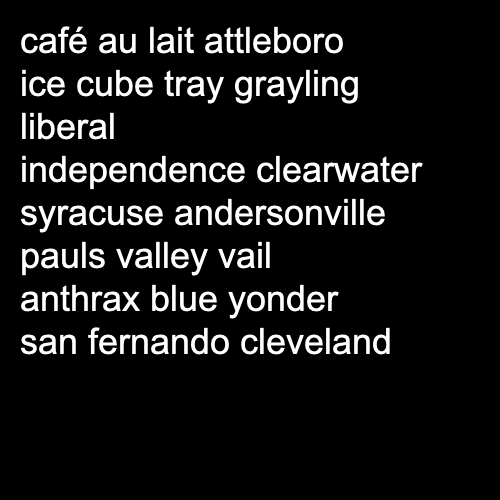 café au lait attleboro
ice cube tray grayling
liberal
independence clearwater
syracuse andersonville
pauls valley vail
anthrax blue yonder
san fernando cleveland